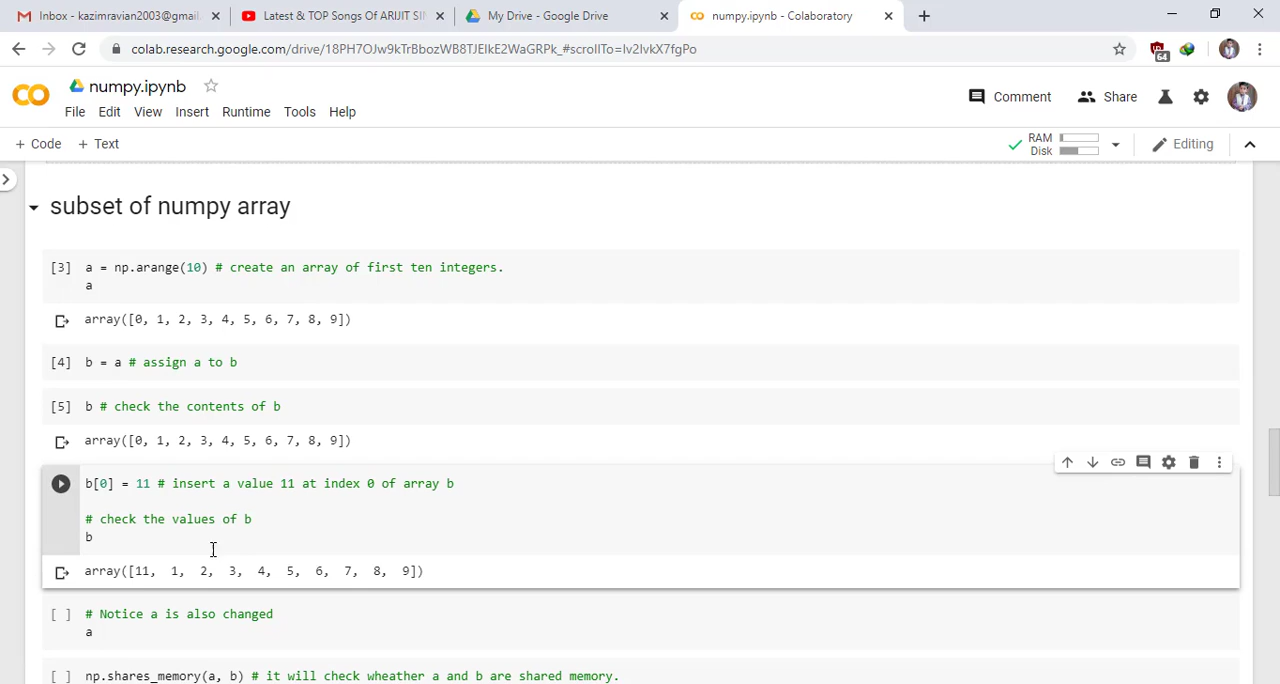 Inbox - kazimravian2003@gmail.
Latest & TOP Songs Of ARIJIT SIN
My Drive - Google Drive
numpy.ipynb - Colaboratory
colab.research.google.com/drive/18PH7OJw9kTrBbozWB8TJElkE2WaGRPk_#scrollTo=lv2lvkX7fgPo
64
numpy.ipynb
Comment
Share
File Edit View Insert Runtime Tools Help
+ Code + Text
RAM
Disk
Editing
subset of numpy array
[3] a = np.arange(10) # create an array of first ten integers.
a
array([0, 1, 2, 3, 4, 5, 6, 7, 8, 9])
[4] b = a # assign a to b
[5] b # check the contents of b
array([0, 1, 2, 3, 4, 5, 6, 7, 8, 9])
b[0] = 11 # insert a value 11 at index 0 of array b
# check the values of b
b
array([11, 1, 2, 3, 4, 5, 6, 7, 8, 9])
[ ] # Notice a is also changed
a
[ ] np.shares_memory(a, b) # it will check wheather a and b are shared memory.